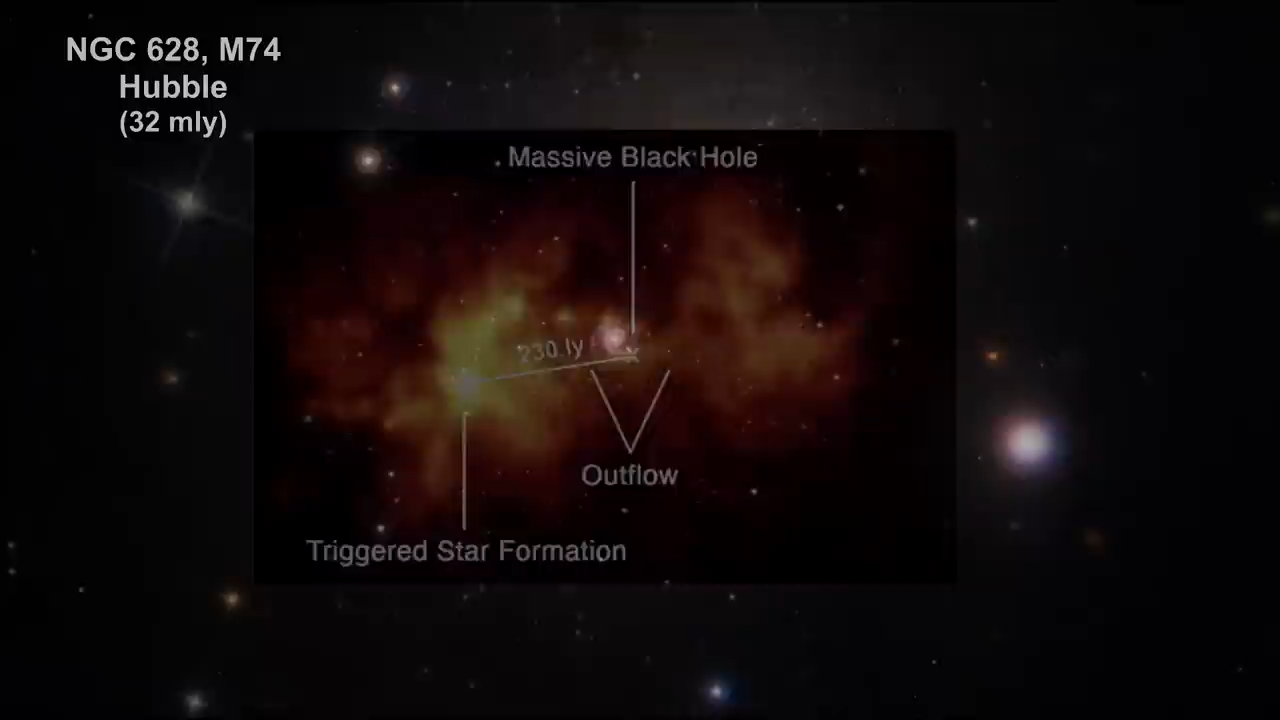 NGC 628, M74
Hubble
(32 mly)
Massive Black Hole
230 ly
Outflow
Triggered Star Formation